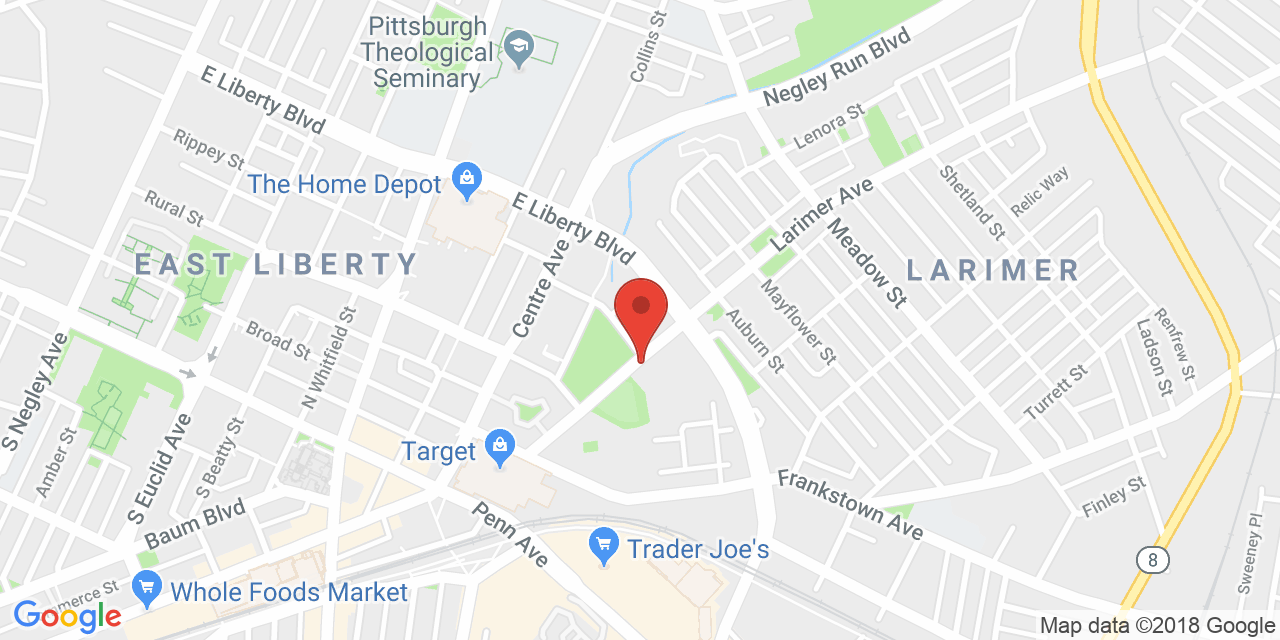 Pittsburgh
Theological
Seminary
Collins St
Negley Run Blvd
E Liberty Blvd
Lenora St
Rippey St
The Home Depot
Larimer Ave
Shetland St
Relic Way
Rural St
E Liberty Blvd
Meadow St
EAST LIBERTY
LARIMER
Centre Ave
Mayflower St
Auburn St
Renfrew St
Ladson St
Broad St
N Whitfield St
S Negley Ave
Turrett St
Amber St
S Euclid Ave
S Beatty St
Target
Frankstown Ave
Finley St
Baum Blvd
Penn Ave
Trader Joe's
8
Sweeney Pl
merce St
Whole Foods Market
Google
Map data ©2018 Google